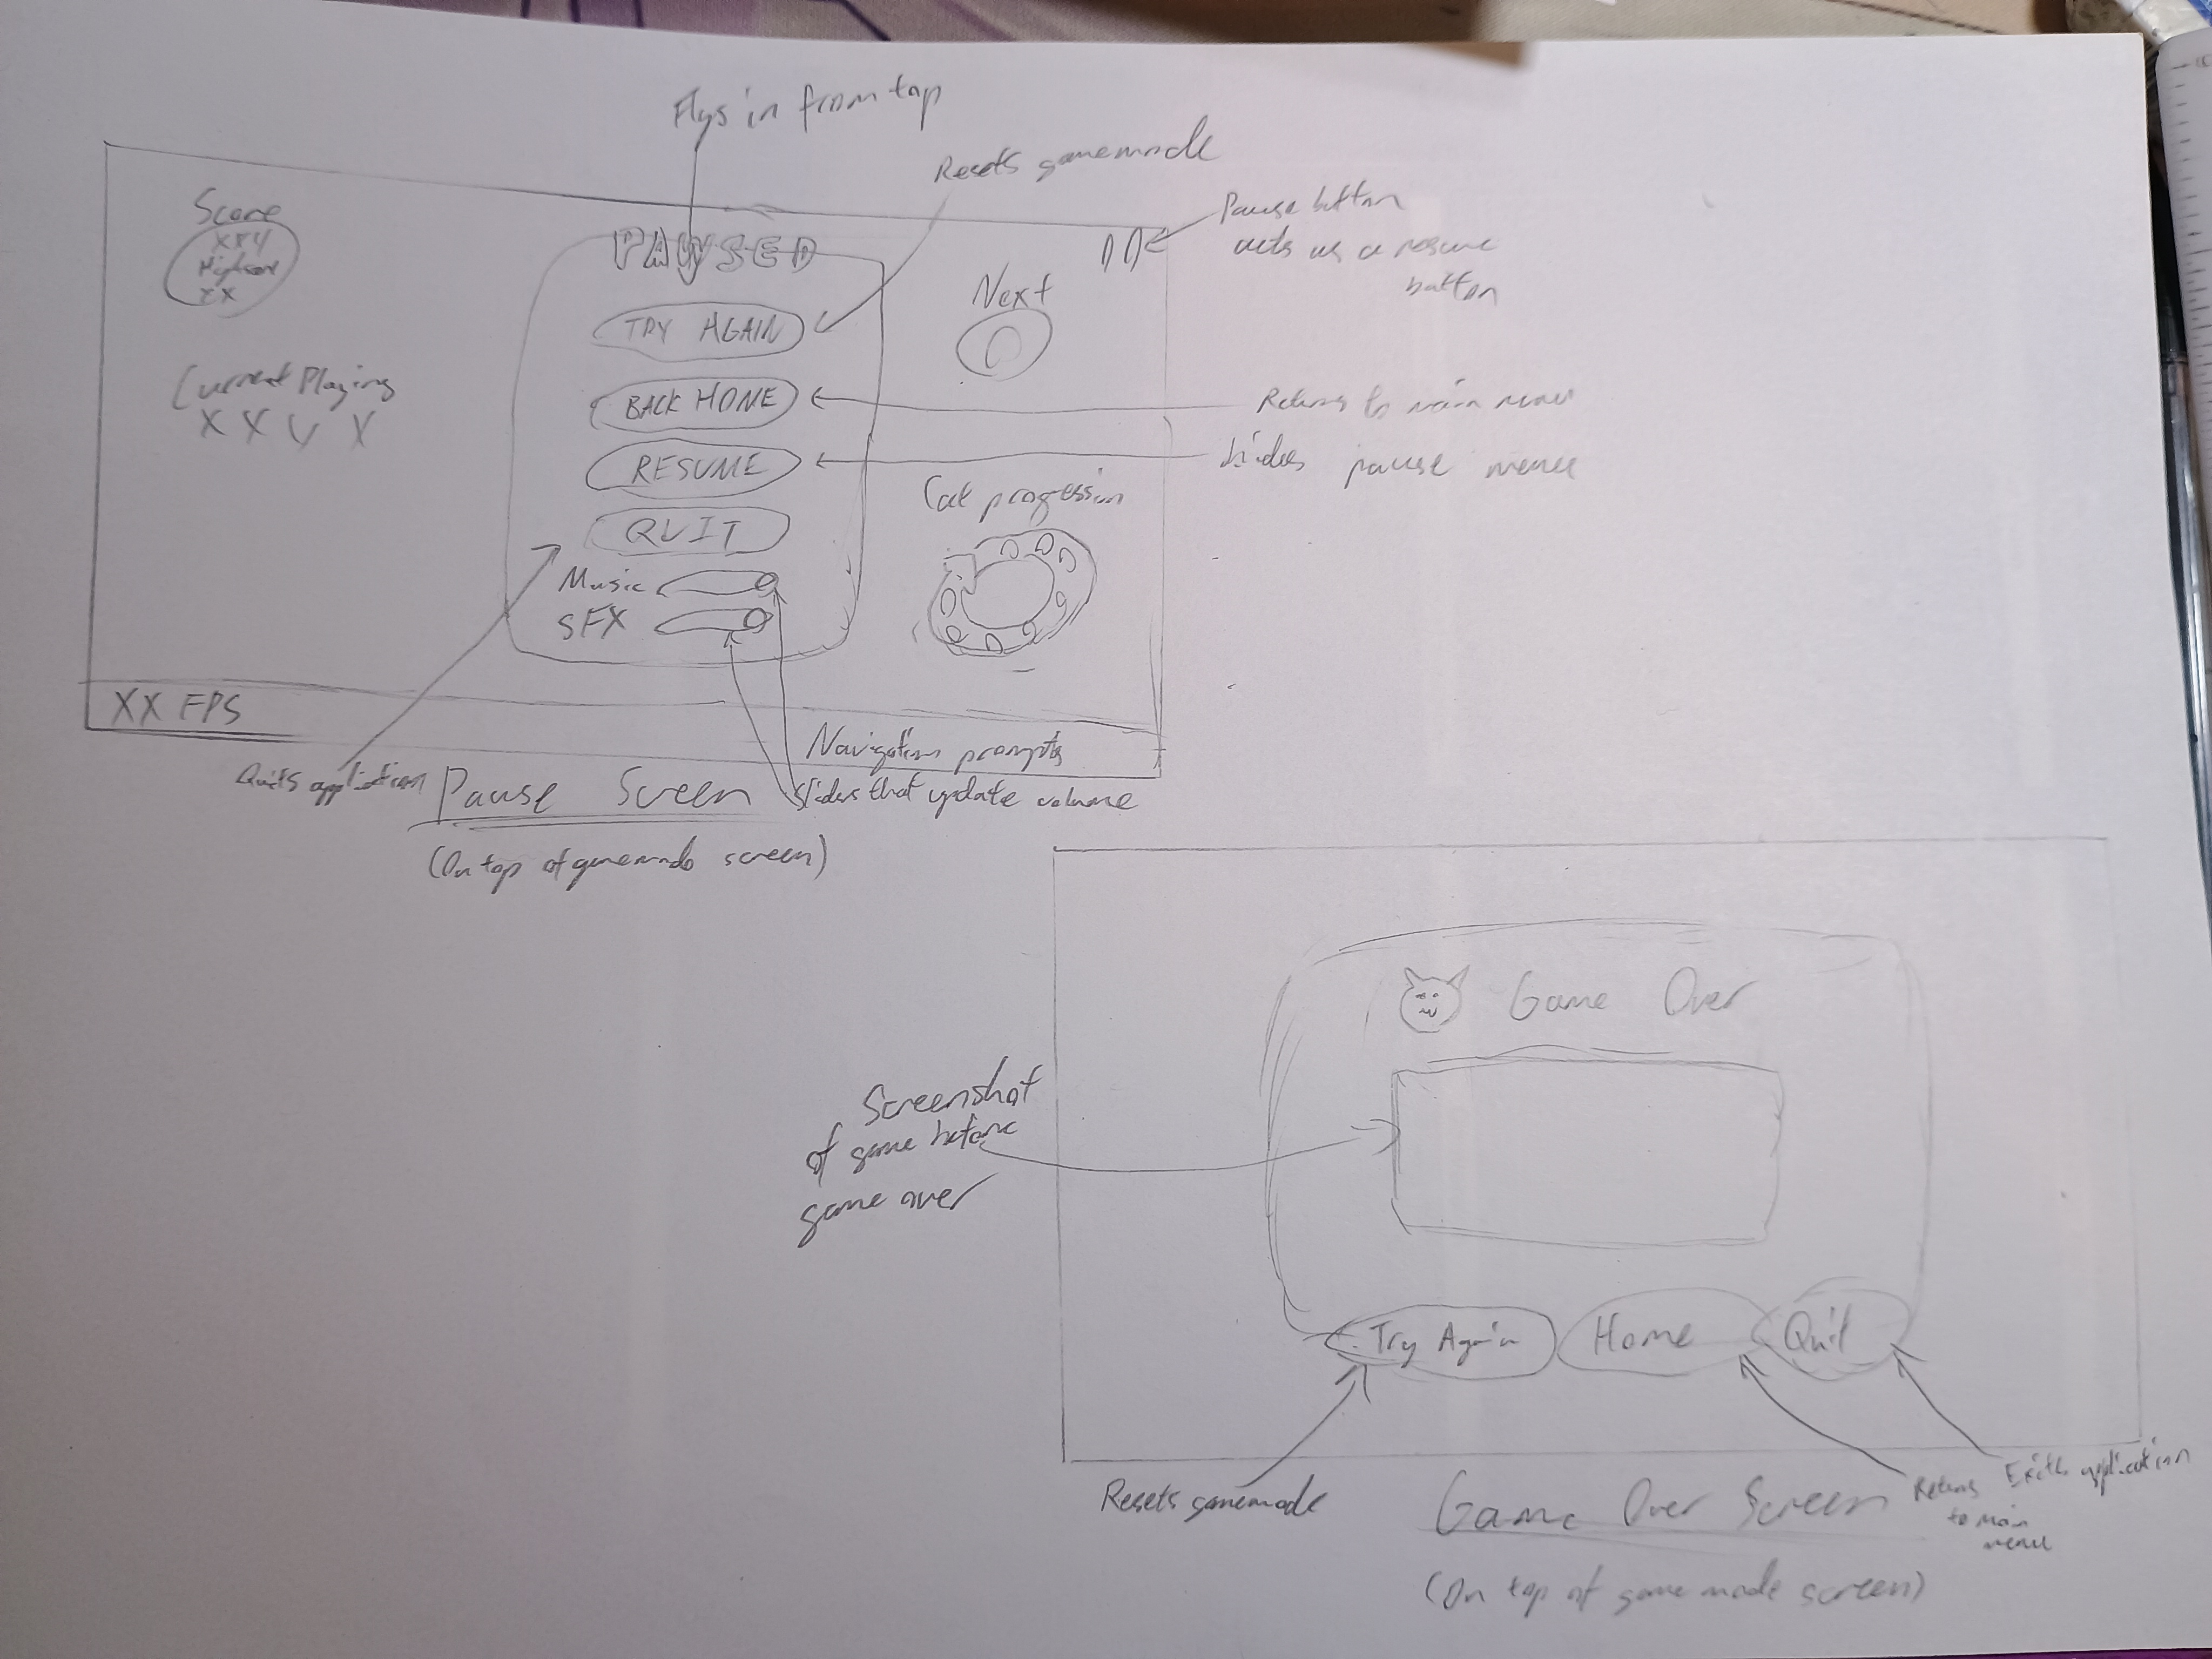 Flys in from top
Resets gamemode
Pause button
acts as a resume
button
Score
XXY
Highscore
XX
PAWSED
Next
TRY AGAIN
Current Playing
X X V X
BACK HOME
Returns to main menu
RESUME
hides pause menu
Cat progression
QUIT
Music
SFX
XX FPS
Navigation prompts
Quits application
Sliders that update volume
Pause Screen
(On top of gamemode screen)
Game Over
Screenshot
of game before
game over
Try Again
Home
Quit
Resets gamemode
Returns
to main
menu
Exits application
Game Over Screen
(On top of game mode screen)